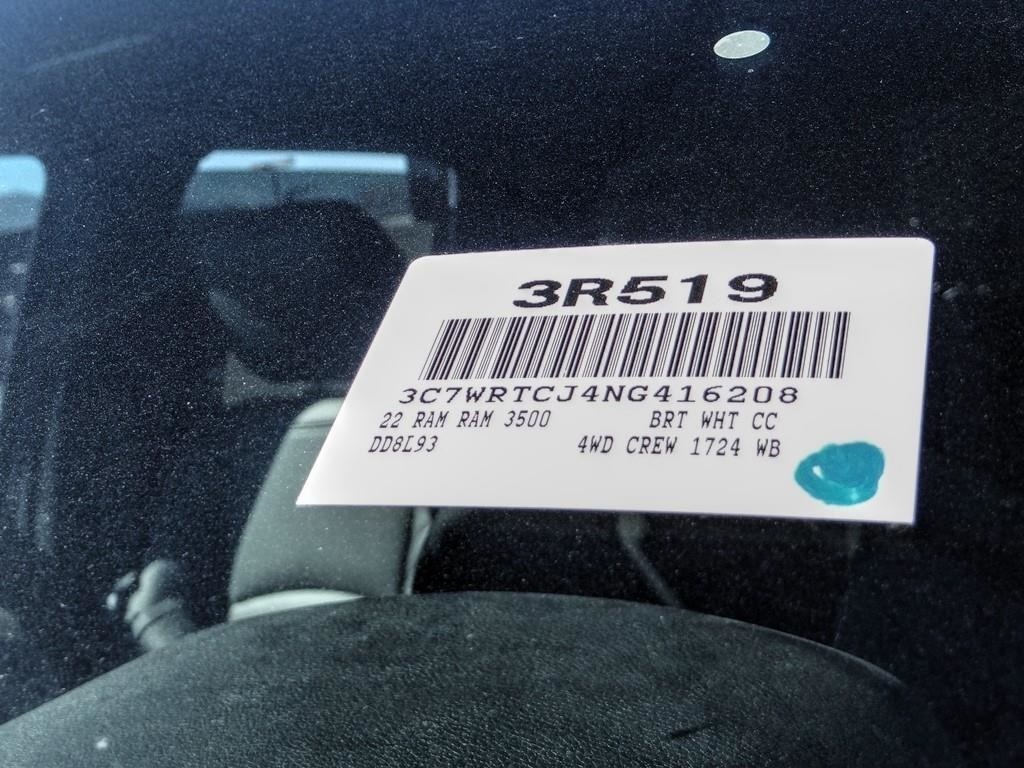 3R519
3C7WRTCJ4NG416208
22 RAM RAM 3500 BRT WHT CC
DD8L93 4WD CREW 1724 WB